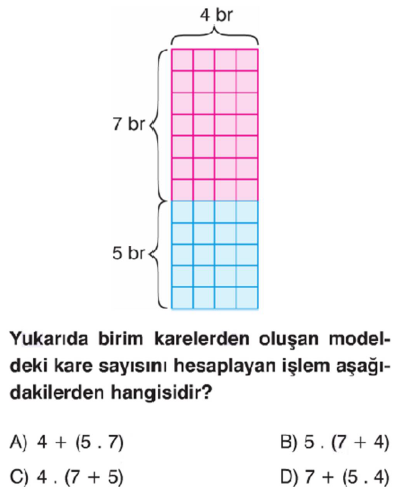 4 br
7 br
5 br
Yukarıda birim karelerden oluşan model-
deki kare sayısını hesaplayan işlem aşağı-
dakilerden hangisidir?
A) 4 + (5 . 7)
B) 5 . (7 + 4)
C) 4 . (7 + 5)
D) 7 + (5 . 4)